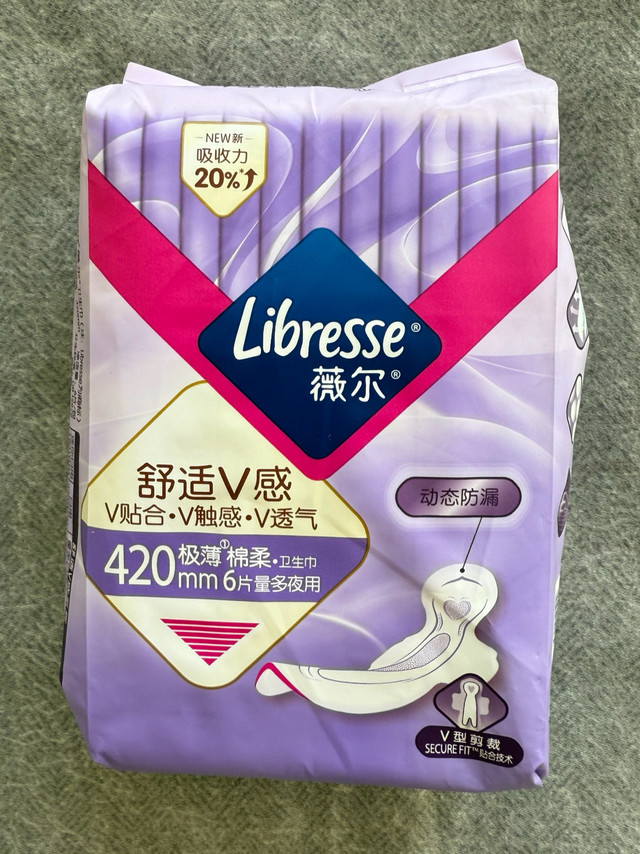 NEW新
吸收力
20%*
Libresse®
薇尔®
舒适V感
V贴合·V触感·V透气
420mm 极薄①棉柔·卫生巾
6片量多夜用
动态防漏
V型剪裁
SECURE FIT™贴合技术